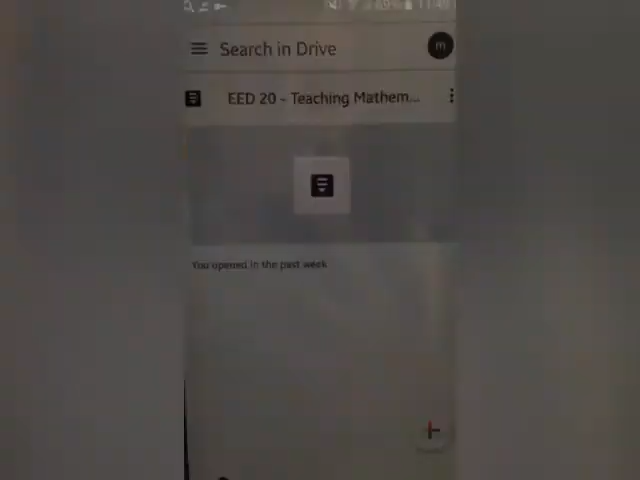 Search in Drive
m
EED 20 - Teaching Mathem...
You opened in the past week